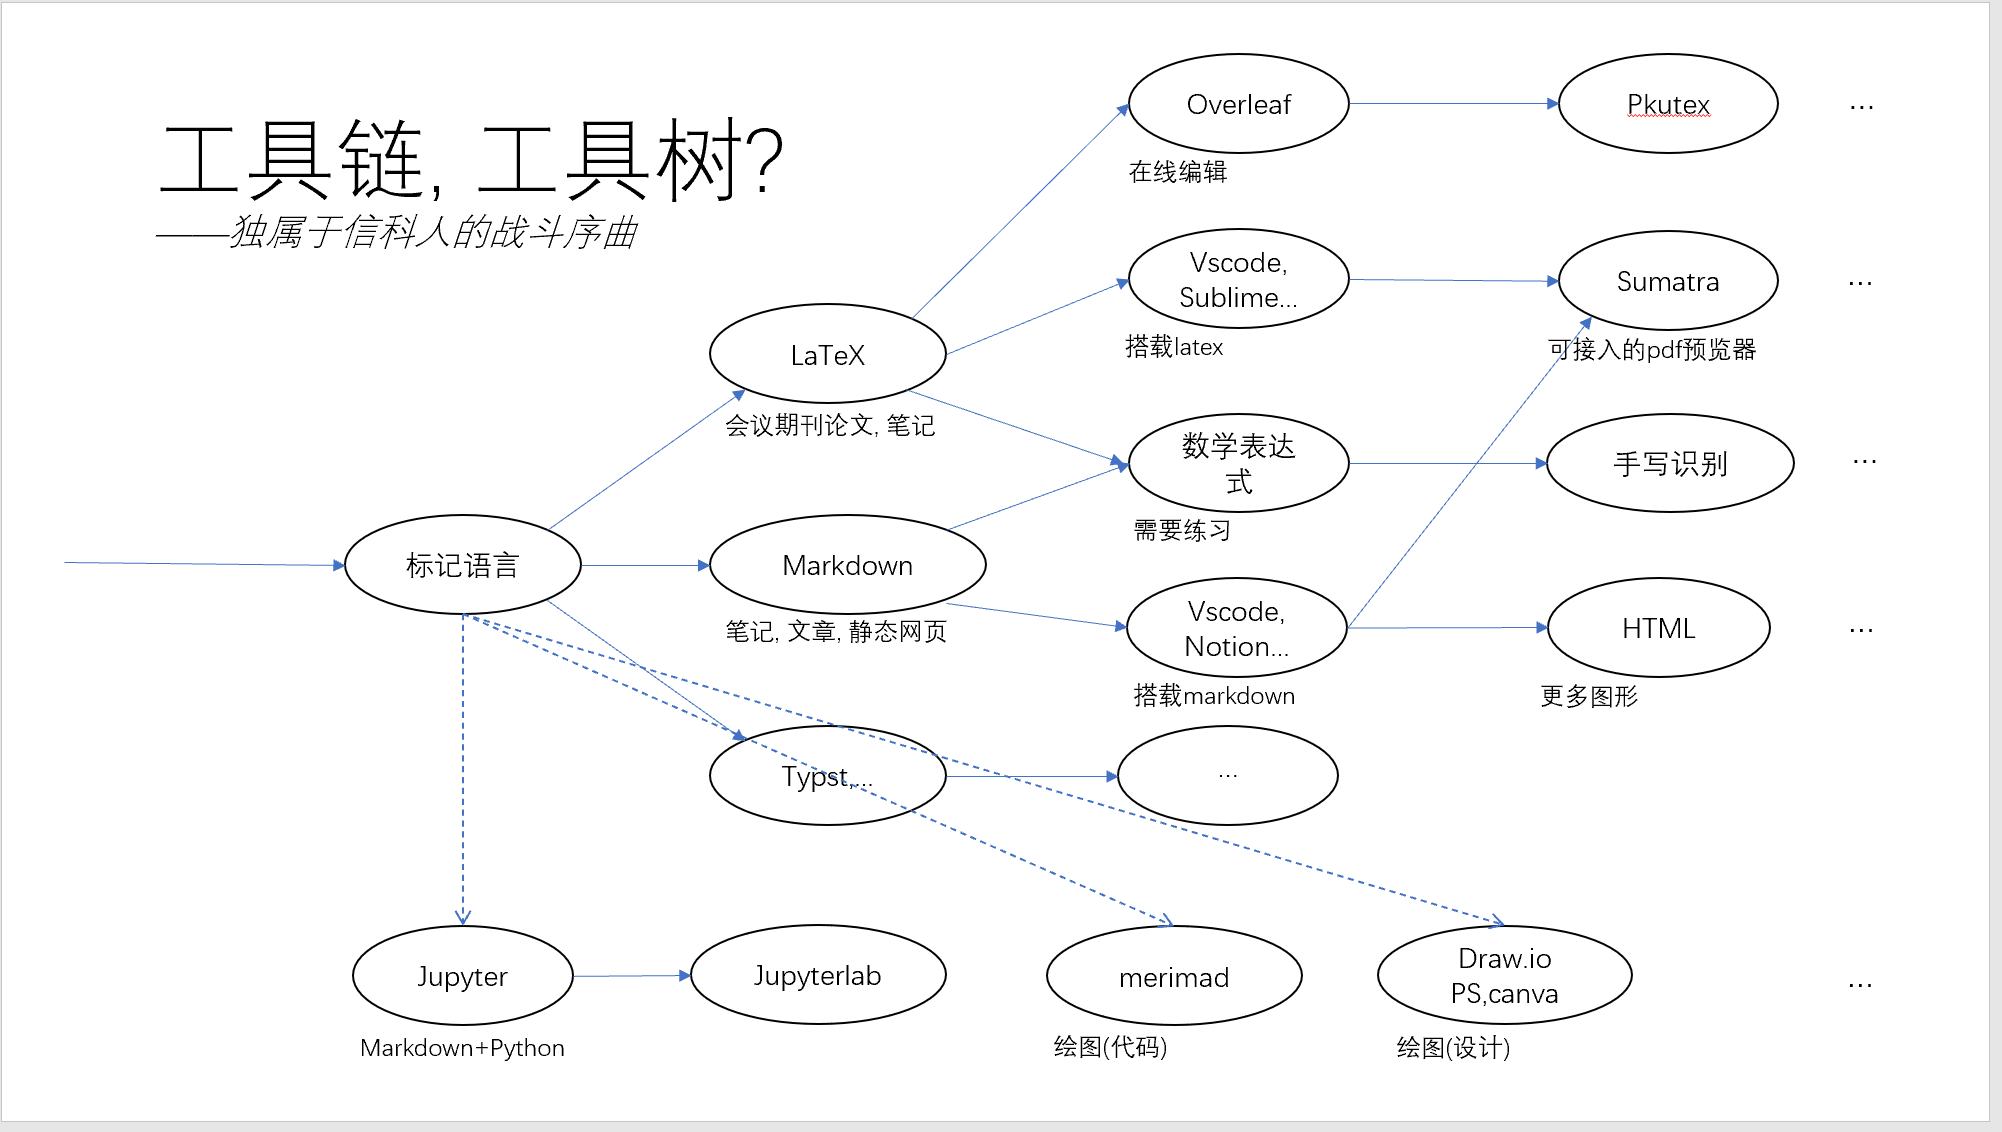 工具链, 工具树?
——独属于信科人的战斗序曲
Overleaf
在线编辑
Pkutex
...
Vscode,
Sublime...
搭载latex
Sumatra
可接入的pdf预览器
...
LaTeX
会议期刊论文, 笔记
数学表达
式
需要练习
手写识别
...
标记语言
Markdown
笔记, 文章, 静态网页
Vscode,
Notion...
搭载markdown
HTML
更多图形
...
Typst,...
...
Jupyter
Markdown+Python
Jupyterlab
merimad
绘图(代码)
Draw.io
PS,canva
绘图(设计)
...